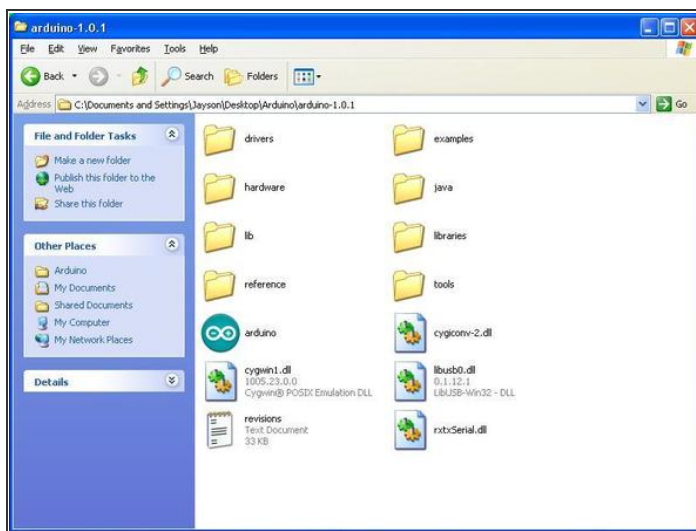 arduino-1.0.1
File Edit View Favorites Tools Help
Back Search Folders
Address C:\Documents and Settings\Jayson\Desktop\Arduino\arduino-1.0.1 Go
File and Folder Tasks
Make a new folder
Publish this folder to the
Web
Share this folder
Other Places
Arduino
My Documents
Shared Documents
My Computer
My Network Places
Details
drivers examples
hardware java
lib libraries
reference tools
arduino cygiconv-2.dll
cygwin1.dll libusb0.dll
1005.23.0.0 0.1.12.1
Cygwin® POSIX Emulation DLL LibUSB-Win32 - DLL
revisions rxtxSerial.dll
Text Document
33 KB